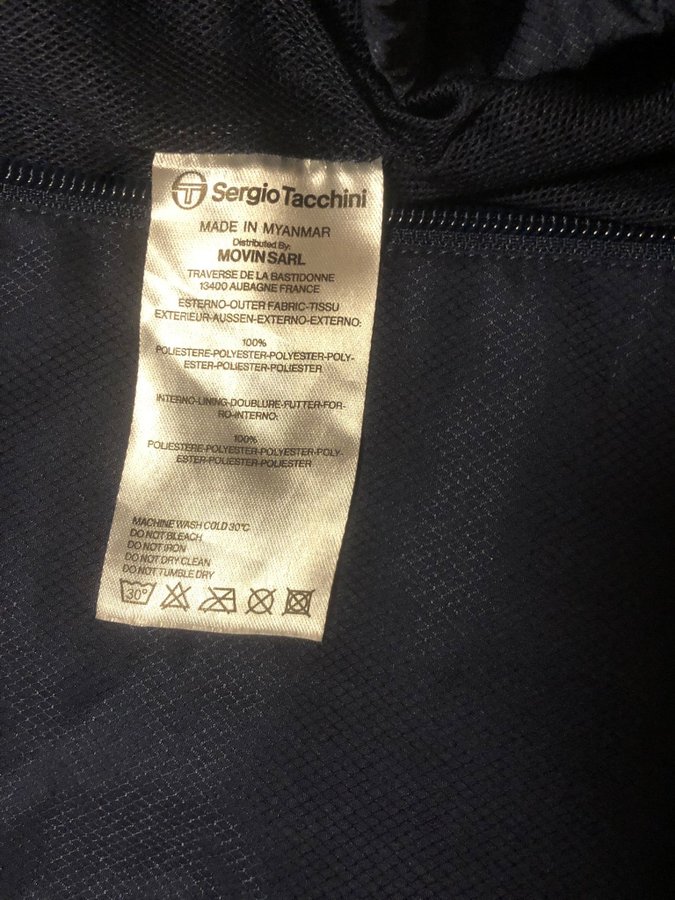 Sergio Tacchini
MADE IN MYANMAR
Distributed By:
MOVIN SARL
TRAVERSE DE LA BASTIDONNE
13400 AUBAGNE FRANCE
ESTERNO-OUTER FABRIC-TISSU
EXTERIEUR-AUSSEN-EXTERNO-EXTERNO:
100%
POLIESTERE-POLYESTER-POLYESTER-POLY-
ESTER-POLIESTER-POLIESTER
INTERNO-LINING-DOUBLURE-FUTTER-FOR-
RO-INTERNO:
100%
POLIESTERE-POLYESTER-POLYESTER-POLY-
ESTER-POLIESTER-POLIESTER
MACHINE WASH COLD 30°C
DO NOT BLEACH
DO NOT IRON
DO NOT DRY CLEAN
DO NOT TUMBLE DRY
30°